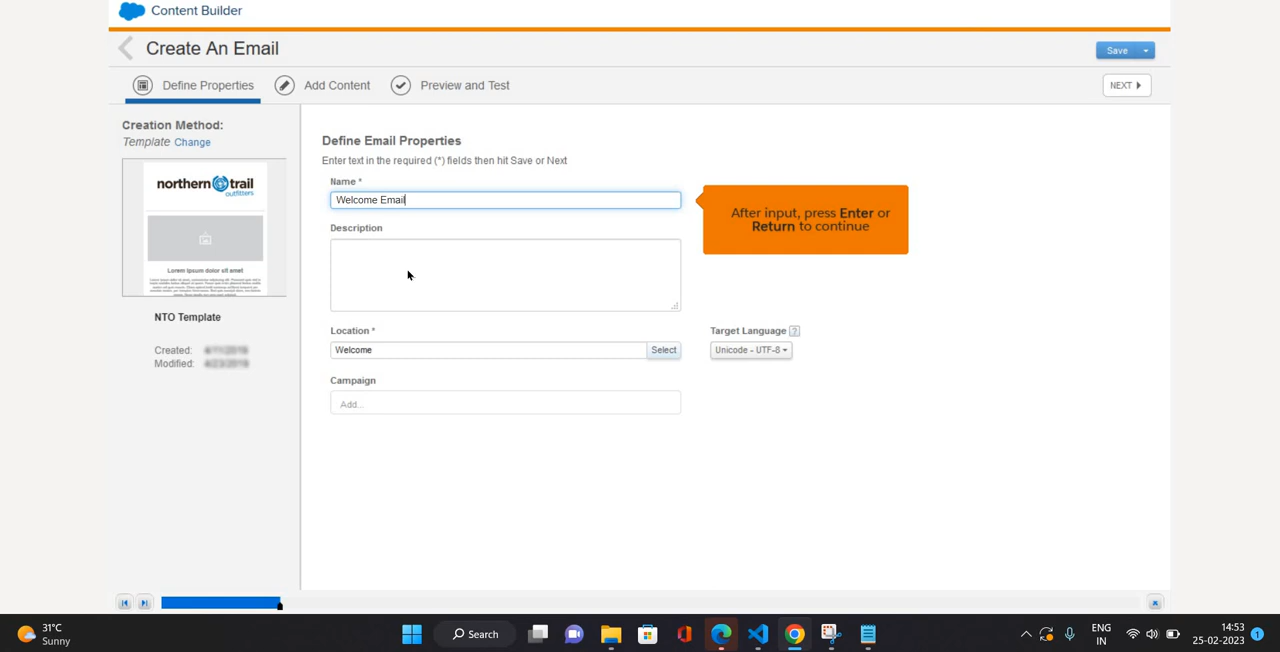 Content Builder
Create An Email
Save
Define Properties
Add Content
Preview and Test
NEXT
Creation Method:
Template Change
northern trail
outfitters
Lorem ipsum dolor sit amet
NTO Template
Created:
Modified:
Define Email Properties
Enter text in the required (*) fields then hit Save or Next
Name *
Welcome Email
After input, press Enter or
Return to continue
Description
Location *
Welcome
Select
Target Language ?
Unicode - UTF-8
Campaign
Add...
31°C
Sunny
Search
ENG
IN
14:53
25-02-2023
1